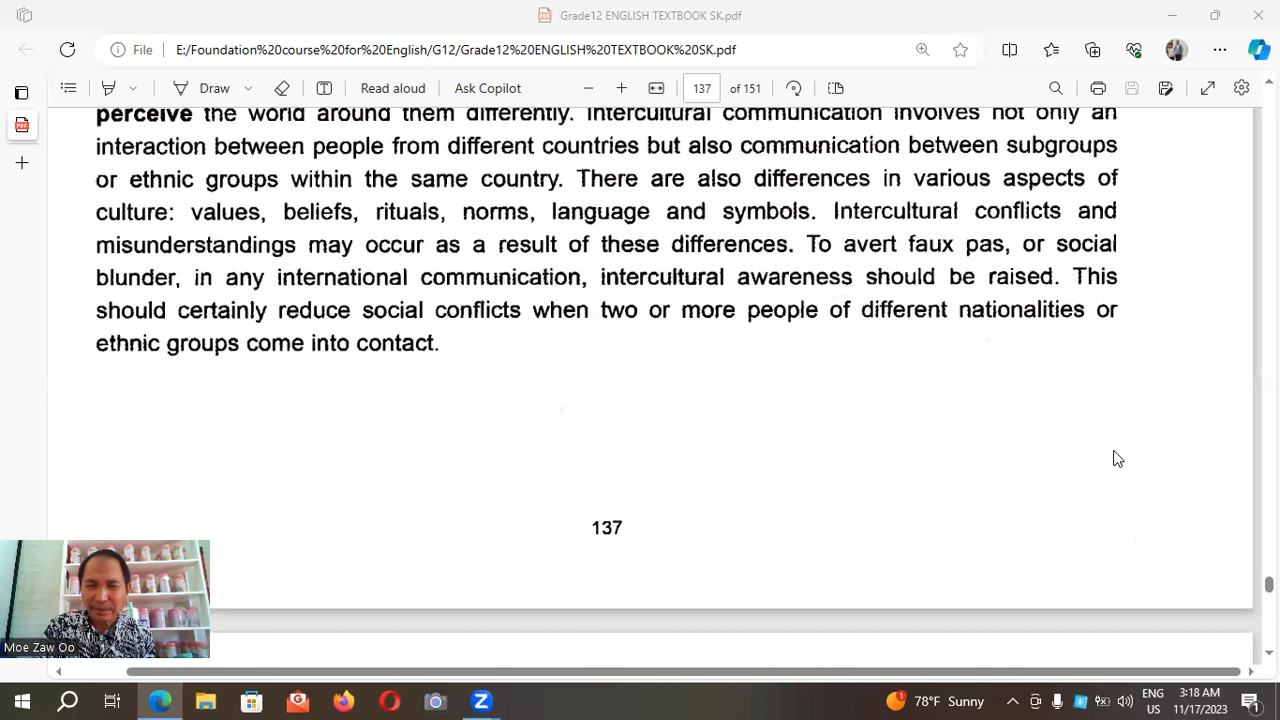 Grade12 ENGLISH TEXTBOOK SK.pdf
File E:/Foundation%20course%20for%20English/G12/Grade12%20ENGLISH%20TEXTBOOK%20SK.pdf
Draw Read aloud Ask Copilot 137 of 151
perceive the world around them differently. Intercultural communication involves not only an
interaction between people from different countries but also communication between subgroups
or ethnic groups within the same country. There are also differences in various aspects of
culture: values, beliefs, rituals, norms, language and symbols. Intercultural conflicts and
misunderstandings may occur as a result of these differences. To avert faux pas, or social
blunder, in any international communication, intercultural awareness should be raised. This
should certainly reduce social conflicts when two or more people of different nationalities or
ethnic groups come into contact.
137
Moe Zaw Oo
78°F Sunny
ENG
US
3:18 AM
11/17/2023